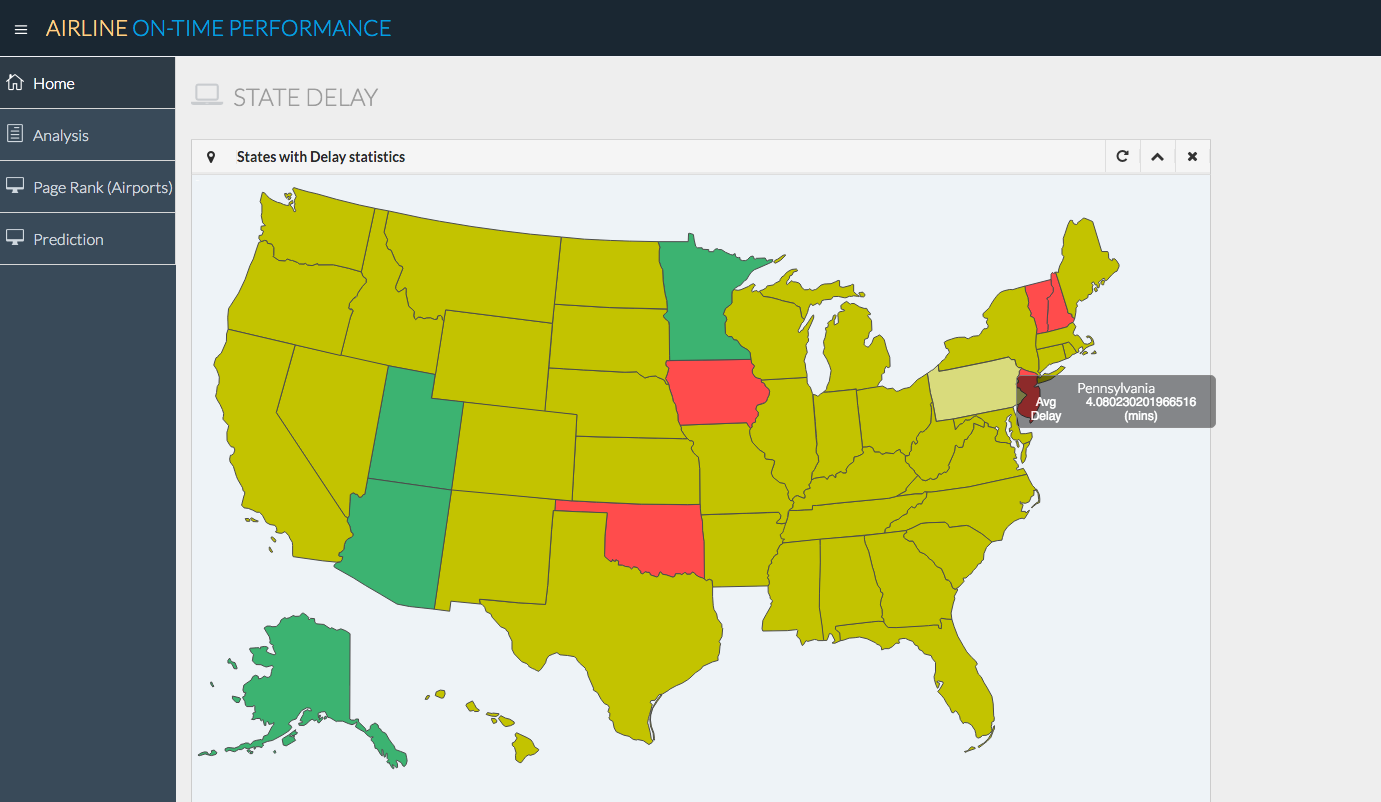 AIRLINE ON-TIME PERFORMANCE
Home
Analysis
Page Rank (Airports)
Prediction
STATE DELAY
States with Delay statistics
Pennsylvania
Avg Delay 4.080230201966516 (mins)